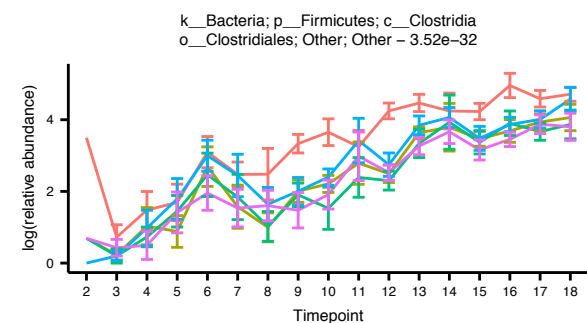 k__Bacteria; p__Firmicutes; c__Clostridia
o__Clostridiales; Other; Other − 3.52e−32
log(relative abundance)
4
2
0
2 3 4 5 6 7 8 9 10 11 12 13 14 15 16 17 18
Timepoint